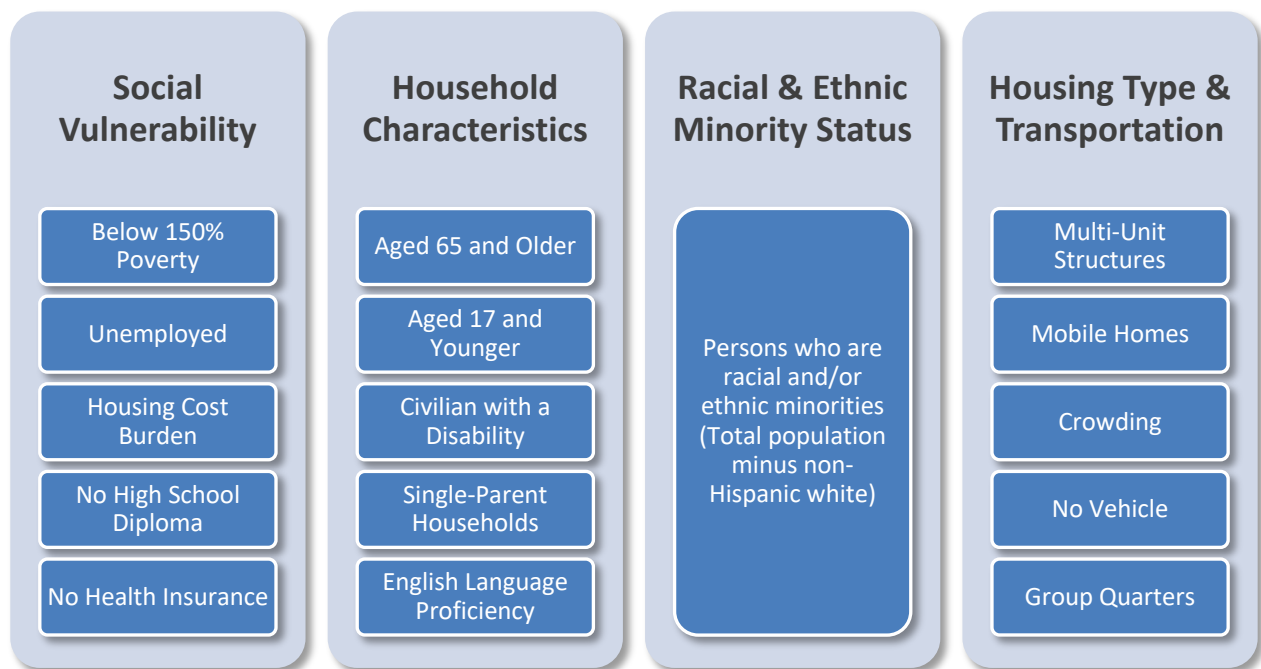 Social
Vulnerability
Below 150%
Poverty
Unemployed
Housing Cost
Burden
No High School
Diploma
No Health Insurance
Household
Characteristics
Aged 65 and Older
Aged 17 and
Younger
Civilian with a
Disability
Single-Parent
Households
English Language
Proficiency
Racial & Ethnic
Minority Status
Persons who are
racial and/or
ethnic minorities
(Total population
minus non-
Hispanic white)
Housing Type &
Transportation
Multi-Unit
Structures
Mobile Homes
Crowding
No Vehicle
Group Quarters